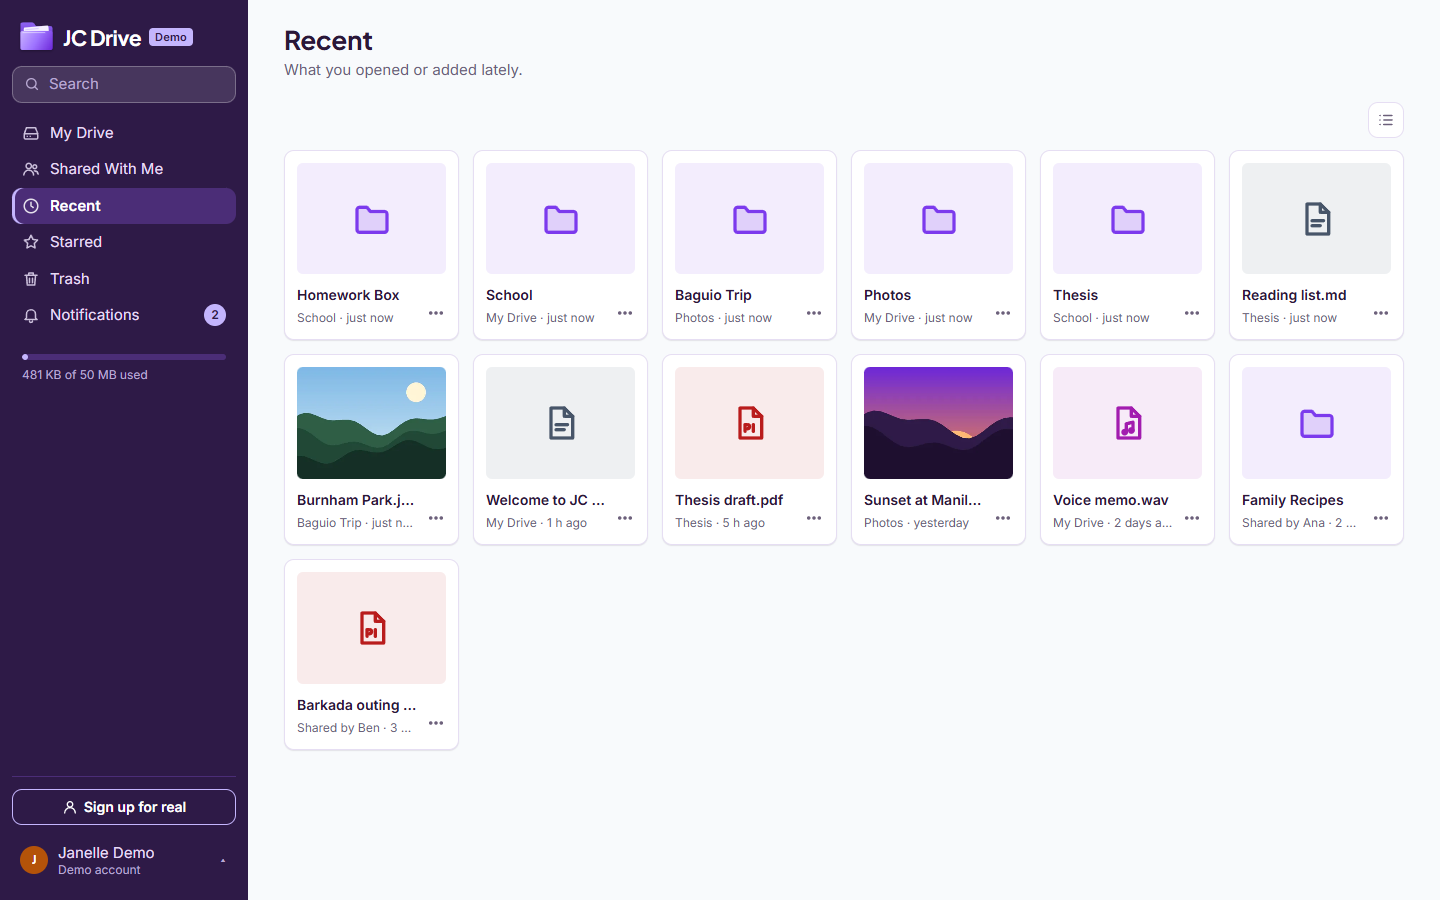 JC Drive Demo
Search
My Drive
Shared With Me
Recent
Starred
Trash
Notifications 2
481 KB of 50 MB used
Sign up for real
J Janelle Demo
Demo account
Recent
What you opened or added lately.
Homework Box
School · just now
School
My Drive · just now
Baguio Trip
Photos · just now
Photos
My Drive · just now
Thesis
School · just now
Reading list.md
Thesis · just now
Burnham Park.j...
Baguio Trip · just n...
Welcome to JC ...
My Drive · 1 h ago
Thesis draft.pdf
Thesis · 5 h ago
Sunset at Manil...
Photos · yesterday
Voice memo.wav
My Drive · 2 days a...
Family Recipes
Shared by Ana · 2 ...
Barkada outing ...
Shared by Ben · 3 ...